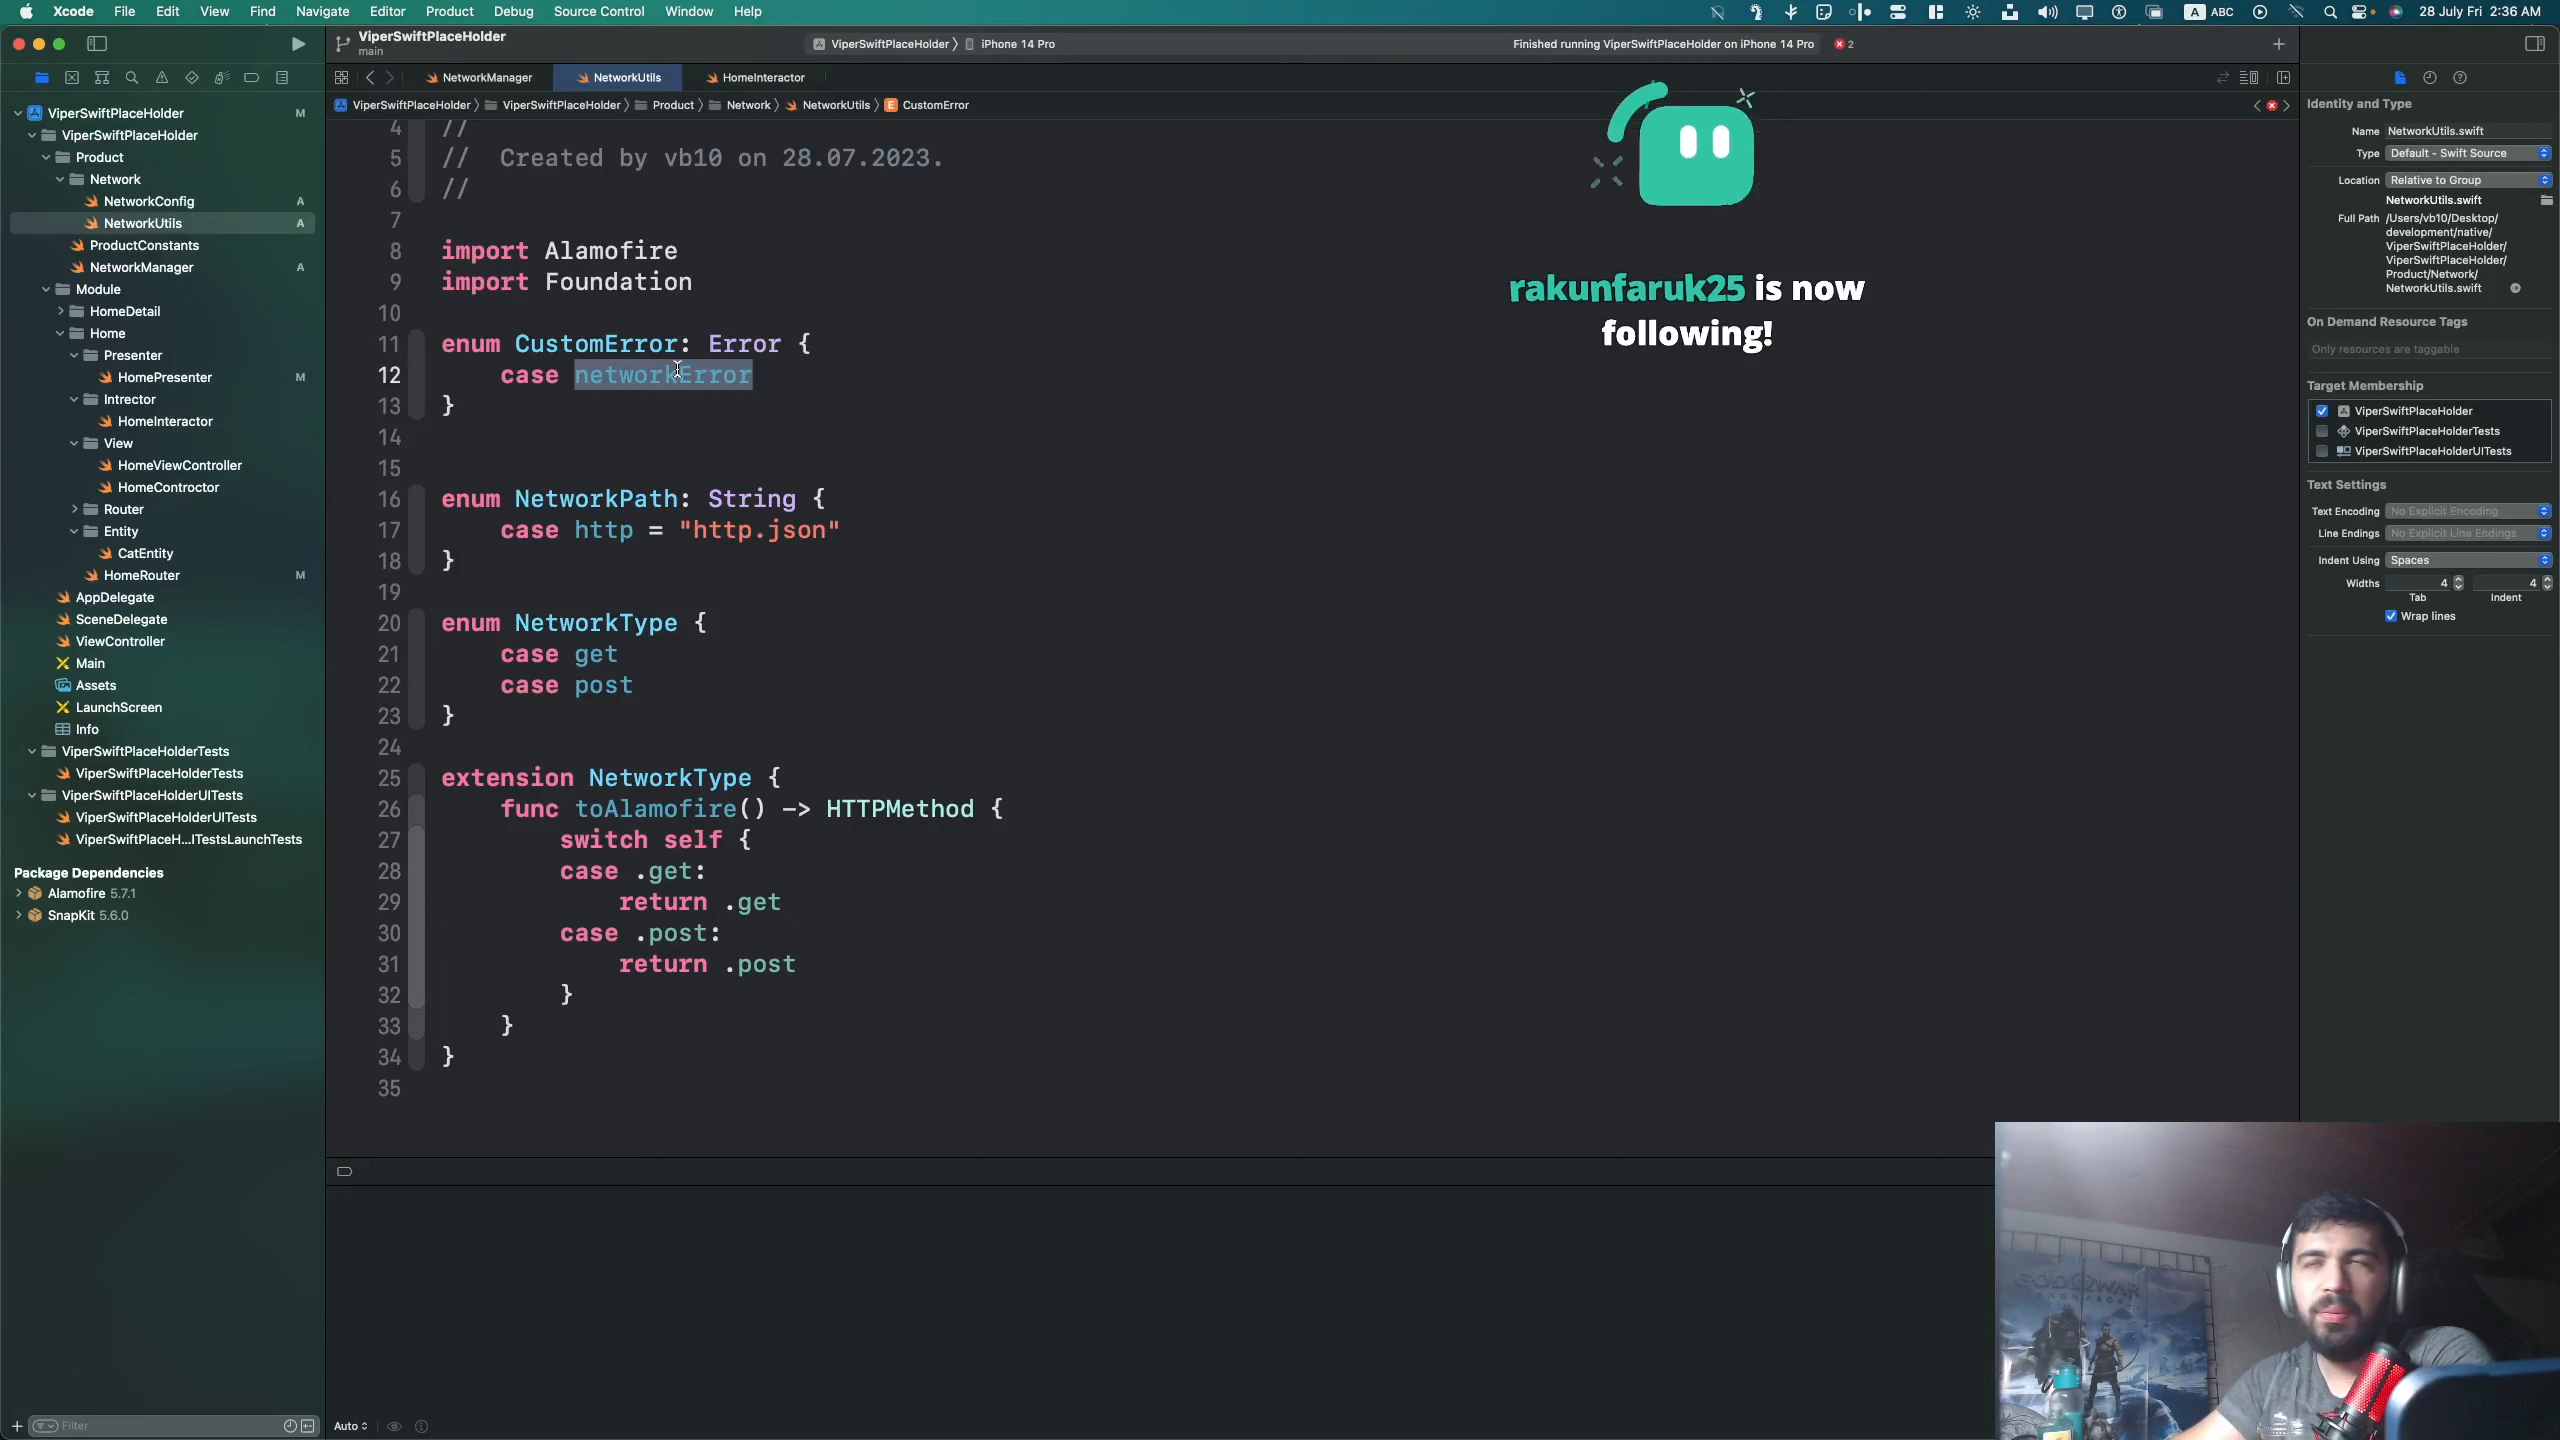 Xcode File Edit View Find Navigate Editor Product Debug Source Control Window Help
A ABC 28 July Fri 2:36 AM
ViperSwiftPlaceHolder
main
ViperSwiftPlaceHolder iPhone 14 Pro
Finished running ViperSwiftPlaceHolder on iPhone 14 Pro 2
NetworkManager NetworkUtils HomeInteractor
ViperSwiftPlaceHolder ViperSwiftPlaceHolder Product Network NetworkUtils E CustomError
ViperSwiftPlaceHolder M
ViperSwiftPlaceHolder
Product
Network
NetworkConfig A
NetworkUtils A
ProductConstants
NetworkManager A
Module
HomeDetail
Home
Presenter
HomePresenter M
Intrector
HomeInteractor
View
HomeViewController
HomeControctor
Router
Entity
CatEntity
HomeRouter M
AppDelegate
SceneDelegate
ViewController
Main
Assets
LaunchScreen
Info
ViperSwiftPlaceHolderTests
ViperSwiftPlaceHolderTests
ViperSwiftPlaceHolderUITests
ViperSwiftPlaceHolderUITests
ViperSwiftPlaceH...ITestsLaunchTests
Package Dependencies
Alamofire 5.7.1
SnapKit 5.6.0
Filter
4 //
5 // Created by vb10 on 28.07.2023.
6 //
7
8 import Alamofire
9 import Foundation
10
11 enum CustomError: Error {
12 case networkError
13 }
14
15
16 enum NetworkPath: String {
17 case http = "http.json"
18 }
19
20 enum NetworkType {
21 case get
22 case post
23 }
24
25 extension NetworkType {
26 func toAlamofire() -> HTTPMethod {
27 switch self {
28 case .get:
29 return .get
30 case .post:
31 return .post
32 }
33 }
34 }
35
Auto
rakunfaruk25 is now
following!
Identity and Type
Name NetworkUtils.swift
Type Default - Swift Source
Location Relative to Group
NetworkUtils.swift
Full Path /Users/vb10/Desktop/
development/native/
ViperSwiftPlaceHolder/
ViperSwiftPlaceHolder/
Product/Network/
NetworkUtils.swift
On Demand Resource Tags
Only resources are taggable
Target Membership
ViperSwiftPlaceHolder
ViperSwiftPlaceHolderTests
ViperSwiftPlaceHolderUITests
Text Settings
Text Encoding No Explicit Encoding
Line Endings No Explicit Line Endings
Indent Using Spaces
Widths 4 4
Tab Indent
Wrap lines
GOD OF WAR
RAGNARÖK